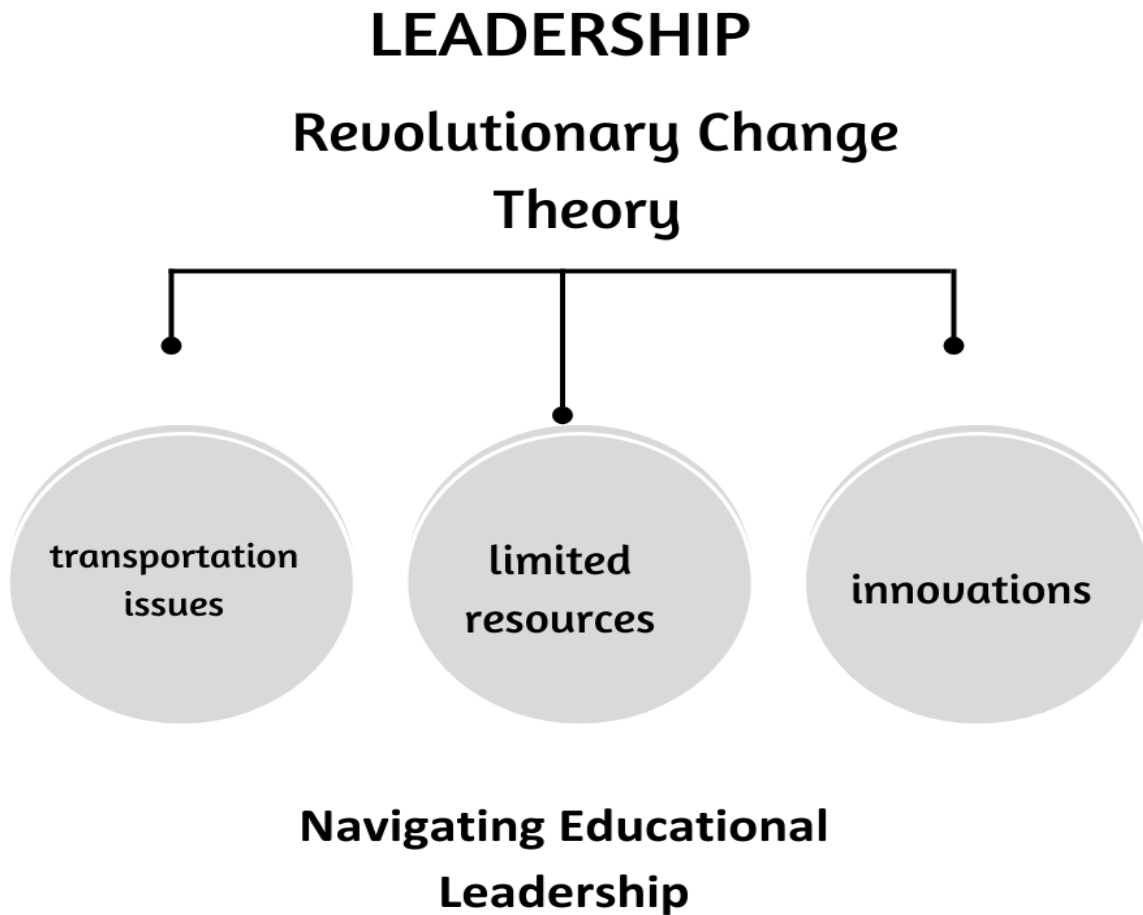 LEADERSHIP
Revolutionary Change
Theory
transportation
issues
limited
resources
innovations
Navigating Educational
Leadership